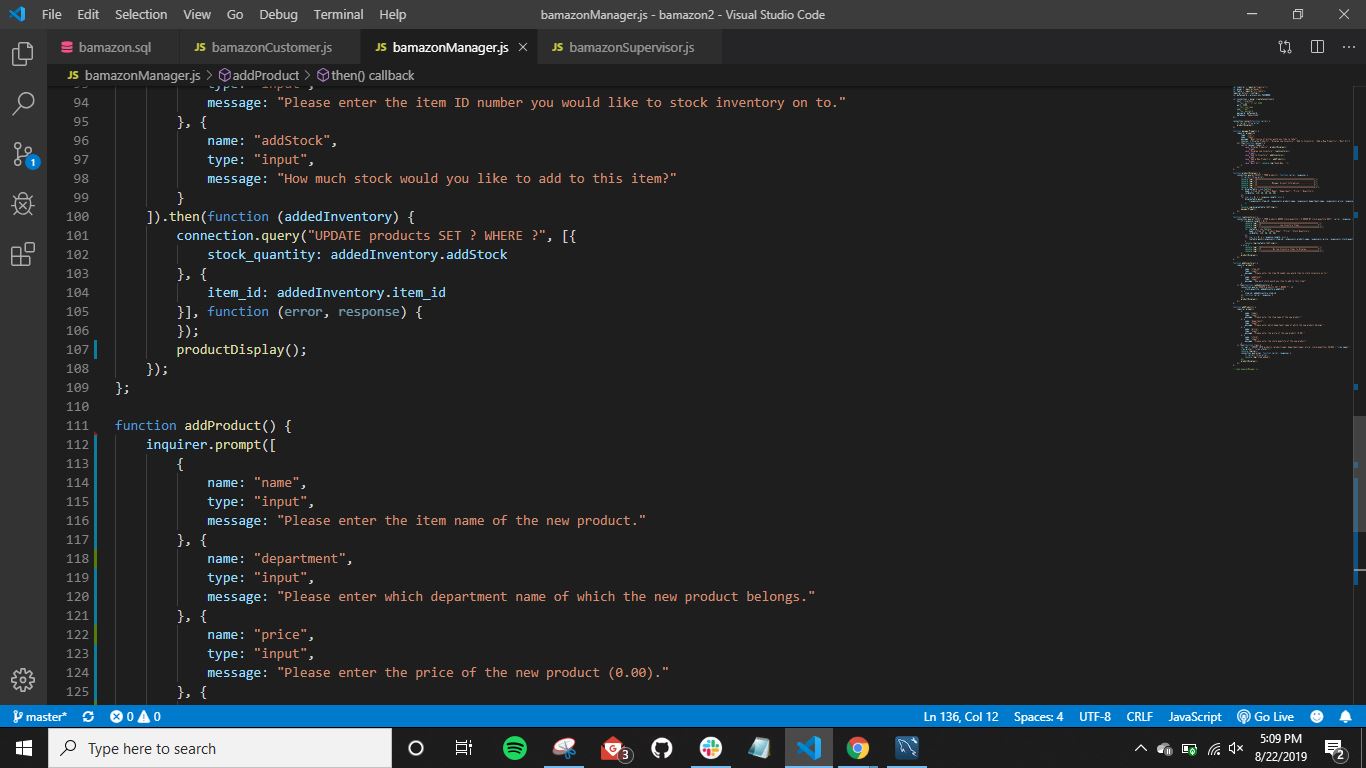 File Edit Selection View Go Debug Terminal Help bamazonManager.js - bamazon2 - Visual Studio Code
bamazon.sql JS bamazonCustomer.js JS bamazonManager.js JS bamazonSupervisor.js
JS bamazonManager.js > addProduct > then() callback
93 type: "input",
94 message: "Please enter the item ID number you would like to stock inventory on to."
95 }, {
96 name: "addStock",
97 type: "input",
98 message: "How much stock would you like to add to this item?"
99 }
100 ]).then(function (addedInventory) {
101 connection.query("UPDATE products SET ? WHERE ?", [{
102 stock_quantity: addedInventory.addStock
103 }, {
104 item_id: addedInventory.item_id
105 }], function (error, response) {
106 });
107 productDisplay();
108 });
109 };
110
111 function addProduct() {
112 inquirer.prompt([
113 {
114 name: "name",
115 type: "input",
116 message: "Please enter the item name of the new product."
117 }, {
118 name: "department",
119 type: "input",
120 message: "Please enter which department name of which the new product belongs."
121 }, {
122 name: "price",
123 type: "input",
124 message: "Please enter the price of the new product (0.00)."
125 }, {
1
master* 0 0 Ln 136, Col 12 Spaces: 4 UTF-8 CRLF JavaScript Go Live
Type here to search 3 5:09 PM
8/22/2019 2